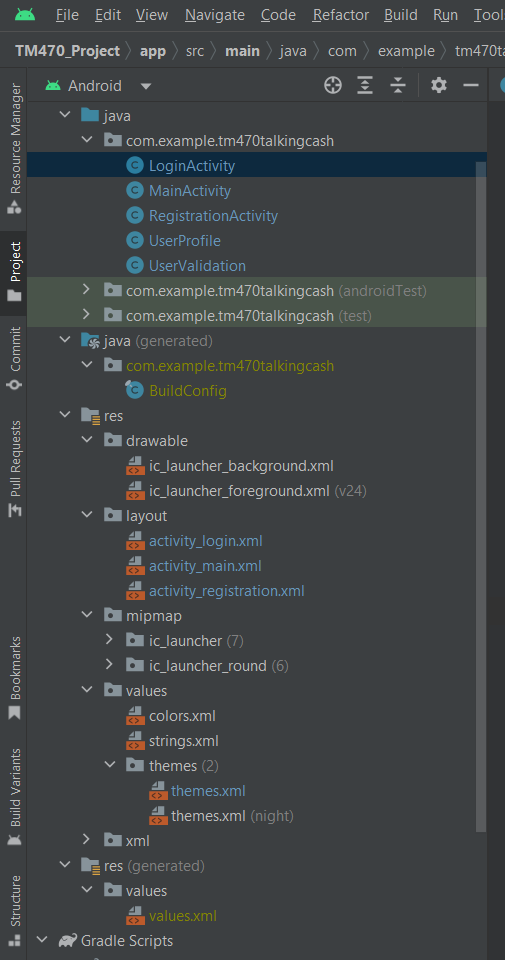 File Edit View Navigate Code Refactor Build Run Tools
TM470_Project app src main java com example tm470ta
Android
Resource Manager
Project
Commit
Pull Requests
Bookmarks
Build Variants
Structure
java
com.example.tm470talkingcash
LoginActivity
MainActivity
RegistrationActivity
UserProfile
UserValidation
com.example.tm470talkingcash (androidTest)
com.example.tm470talkingcash (test)
java (generated)
com.example.tm470talkingcash
BuildConfig
res
drawable
ic_launcher_background.xml
ic_launcher_foreground.xml (v24)
layout
activity_login.xml
activity_main.xml
activity_registration.xml
mipmap
ic_launcher (7)
ic_launcher_round (6)
values
colors.xml
strings.xml
themes (2)
themes.xml
themes.xml (night)
xml
res (generated)
values
values.xml
Gradle Scripts